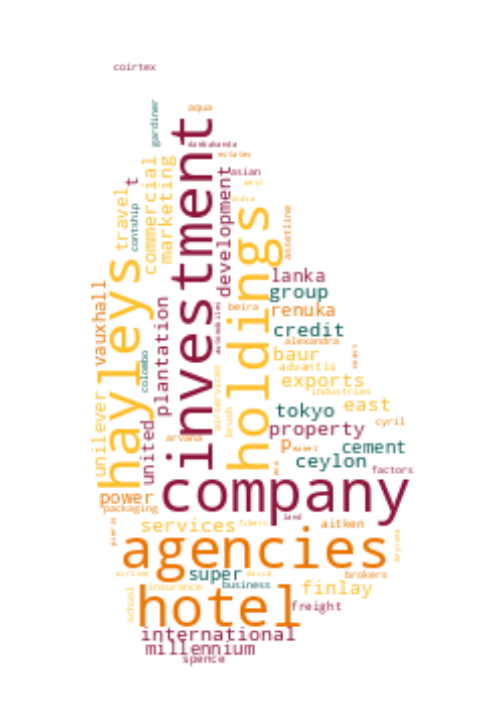 coirtex
gardiner
aqua
dambakanda
estates
asian
investment
commercial
marketing
development
travel
t
contship
holdings
hayleys
assetline
lanka
group
renuka
vauxhall
beira
credit
automobiles
alexandra
plantation
baur
colombo
advantis
exports
airservices
industries
unilever
brush
tokyo
east
cyril
united
arvana
property
p
cement
ceylon
factors
company
power
packaging
land
services
fibers
aitken
agencies
super
business
brokers
insurance
finlay
school
hotel
freight
international
millennium
spence